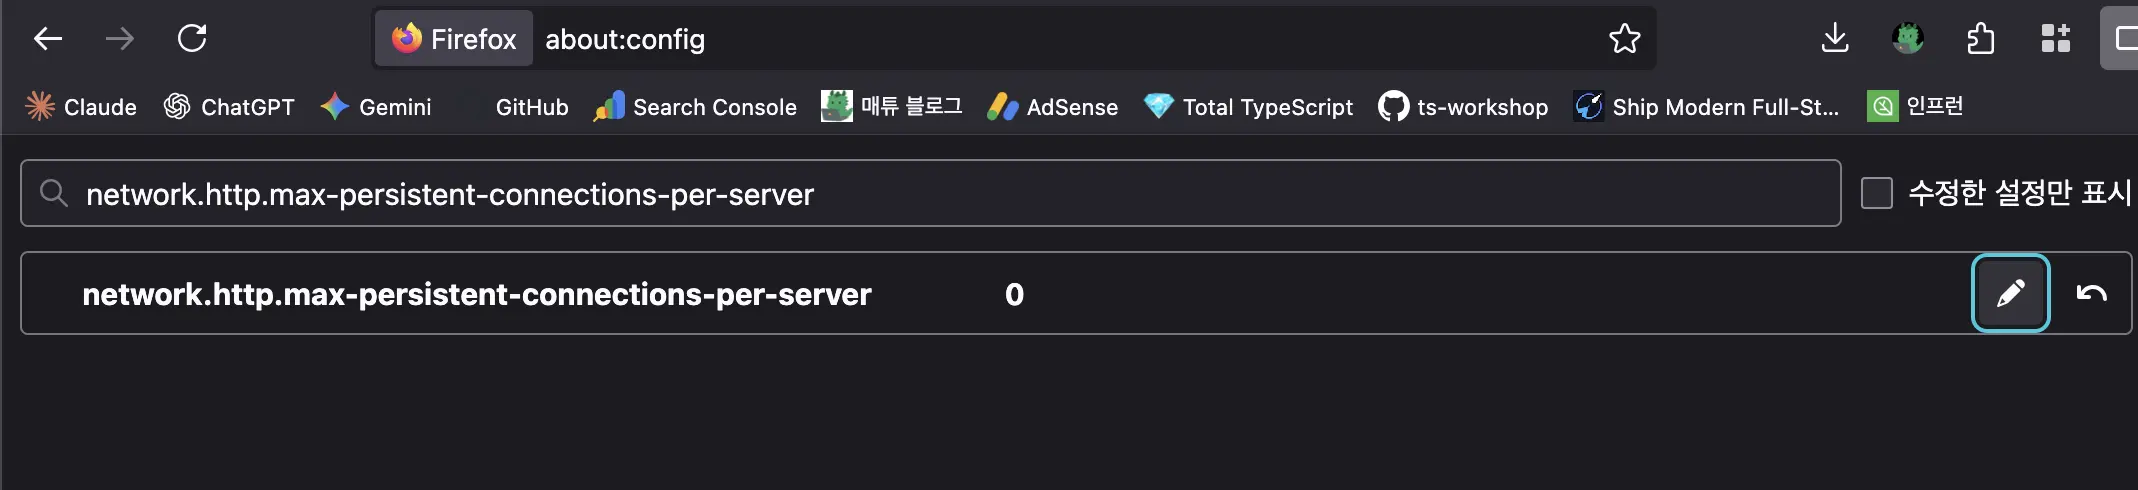 Firefox about:config
Claude ChatGPT Gemini GitHub Search Console 매튜 블로그 AdSense Total TypeScript ts-workshop Ship Modern Full-St... 인프런
network.http.max-persistent-connections-per-server 수정한 설정만 표시
network.http.max-persistent-connections-per-server 0